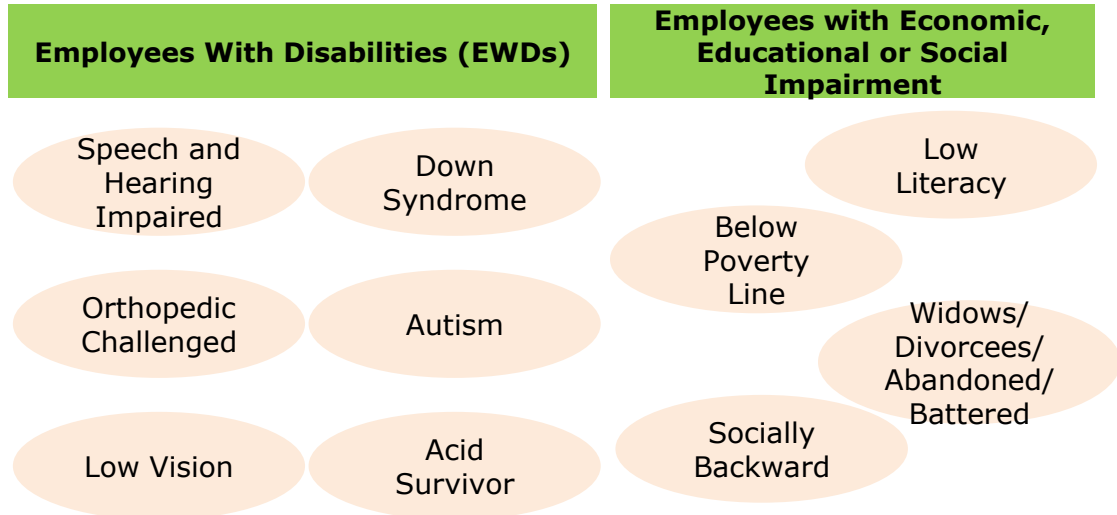 Employees With Disabilities (EWDs)
Employees with Economic,
Educational or Social
Impairment
Speech and
Hearing
Impaired
Down
Syndrome
Orthopedic
Challenged
Autism
Low Vision
Acid
Survivor
Low
Literacy
Below
Poverty
Line
Widows/
Divorcees/
Abandoned/
Battered
Socially
Backward